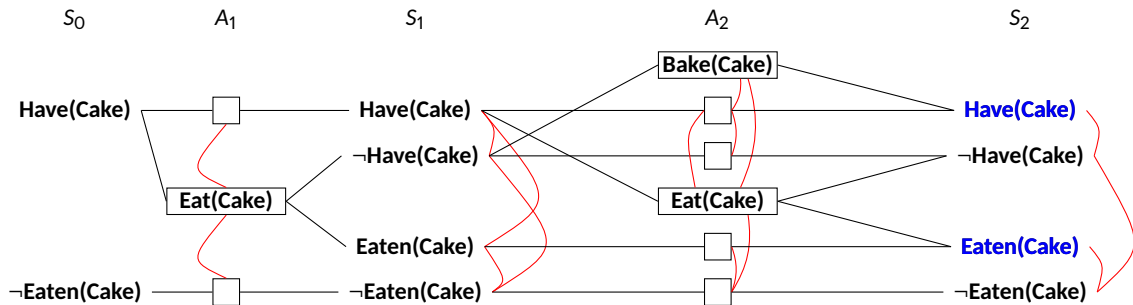 S0 A1 S1 A2 S2
Bake(Cake)
Have(Cake) Have(Cake) Have(Cake)
¬Have(Cake) ¬Have(Cake)
Eat(Cake) Eat(Cake)
Eaten(Cake) Eaten(Cake)
¬Eaten(Cake) ¬Eaten(Cake) ¬Eaten(Cake)